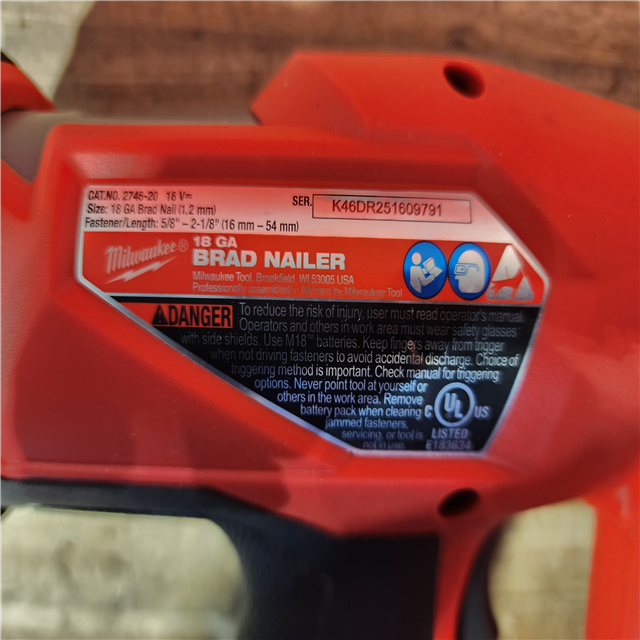 CAT.NO. 2746-20 18 V⎓
SER. K46DR251609791
Size: 18 GA Brad Nail (1.2 mm)
Fastener/Length: 5/8" – 2-1/8" (16 mm – 54 mm)
Milwaukee®
18 GA
BRAD NAILER
Milwaukee Tool, Brookfield, WI 53005 USA
Professionally assembled in by Milwaukee Tool
DANGER
To reduce the risk of injury, user must read operator's manual.
Operators and others in work area must wear safety glasses
with side shields. Use M18™ batteries. Keep fingers away from trigger
when not driving fasteners to avoid accidental discharge. Choice of
triggering method is important. Check manual for triggering
options. Never point tool at yourself or
others in the work area. Remove
battery pack when clearing
jammed fasteners,
servicing, or tool is
not in use.
C UL US
LISTED
E183634